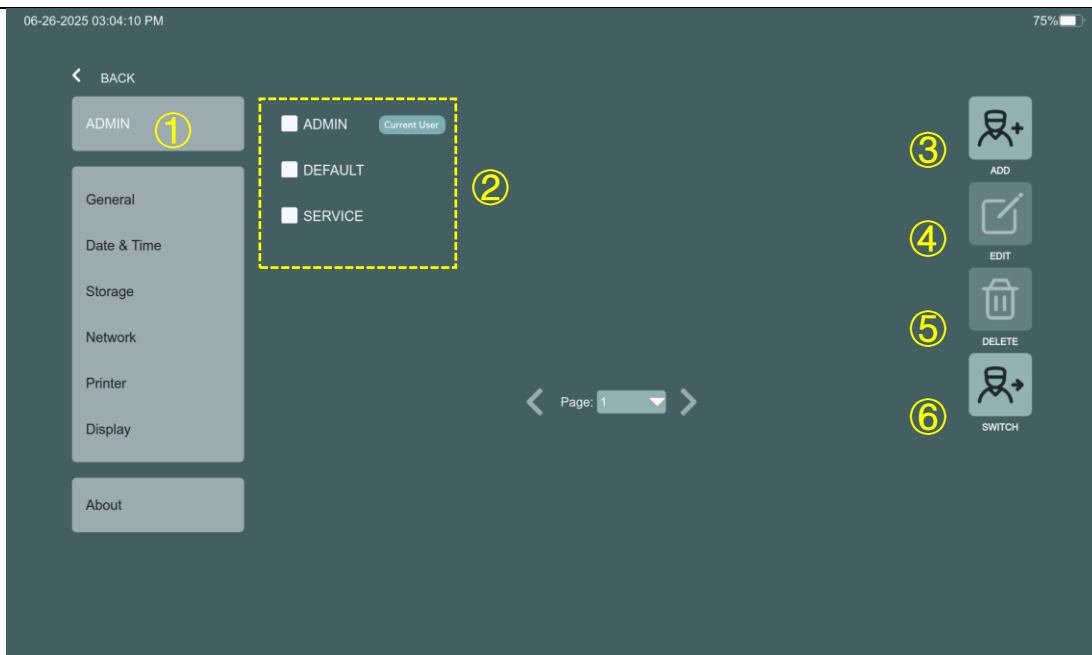 06-26-2025 03:04:10 PM
75%
BACK
ADMIN ①
General
Date & Time
Storage
Network
Printer
Display
About
ADMIN Current User
DEFAULT
SERVICE
②
Page: 1
③
ADD
④
EDIT
⑤
DELETE
⑥
SWITCH